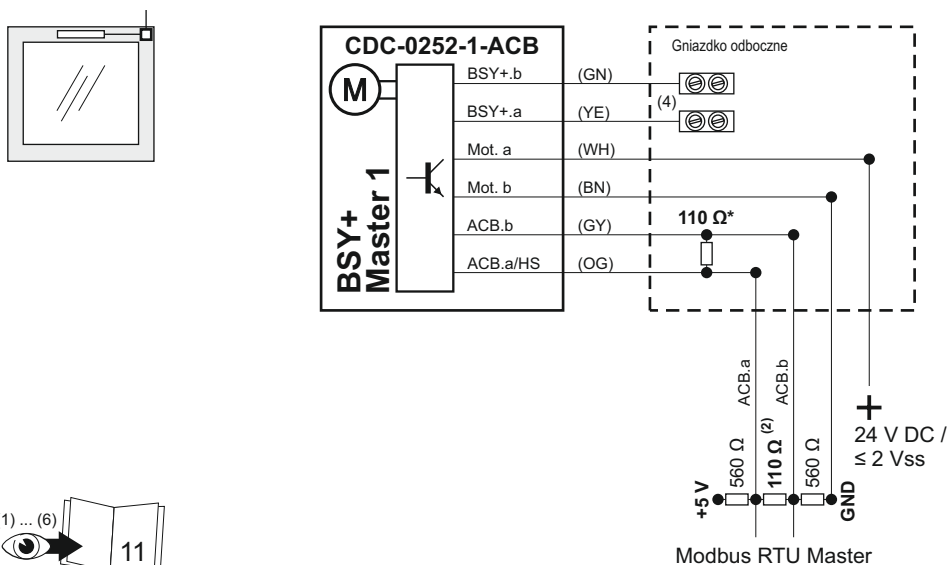 CDC-0252-1-ACB
M
BSY+
Master 1
BSY+.b (GN)
BSY+.a (YE)
Mot. a (WH)
Mot. b (BN)
ACB.b (GY)
ACB.a/HS (OG)
Gniazdko odboczne
(4)
110 Ω*
ACB.a
ACB.b
24 V DC /
≤ 2 Vss
+5 V
560 Ω
110 Ω (2)
560 Ω
GND
Modbus RTU Master
1) ... (6)
11